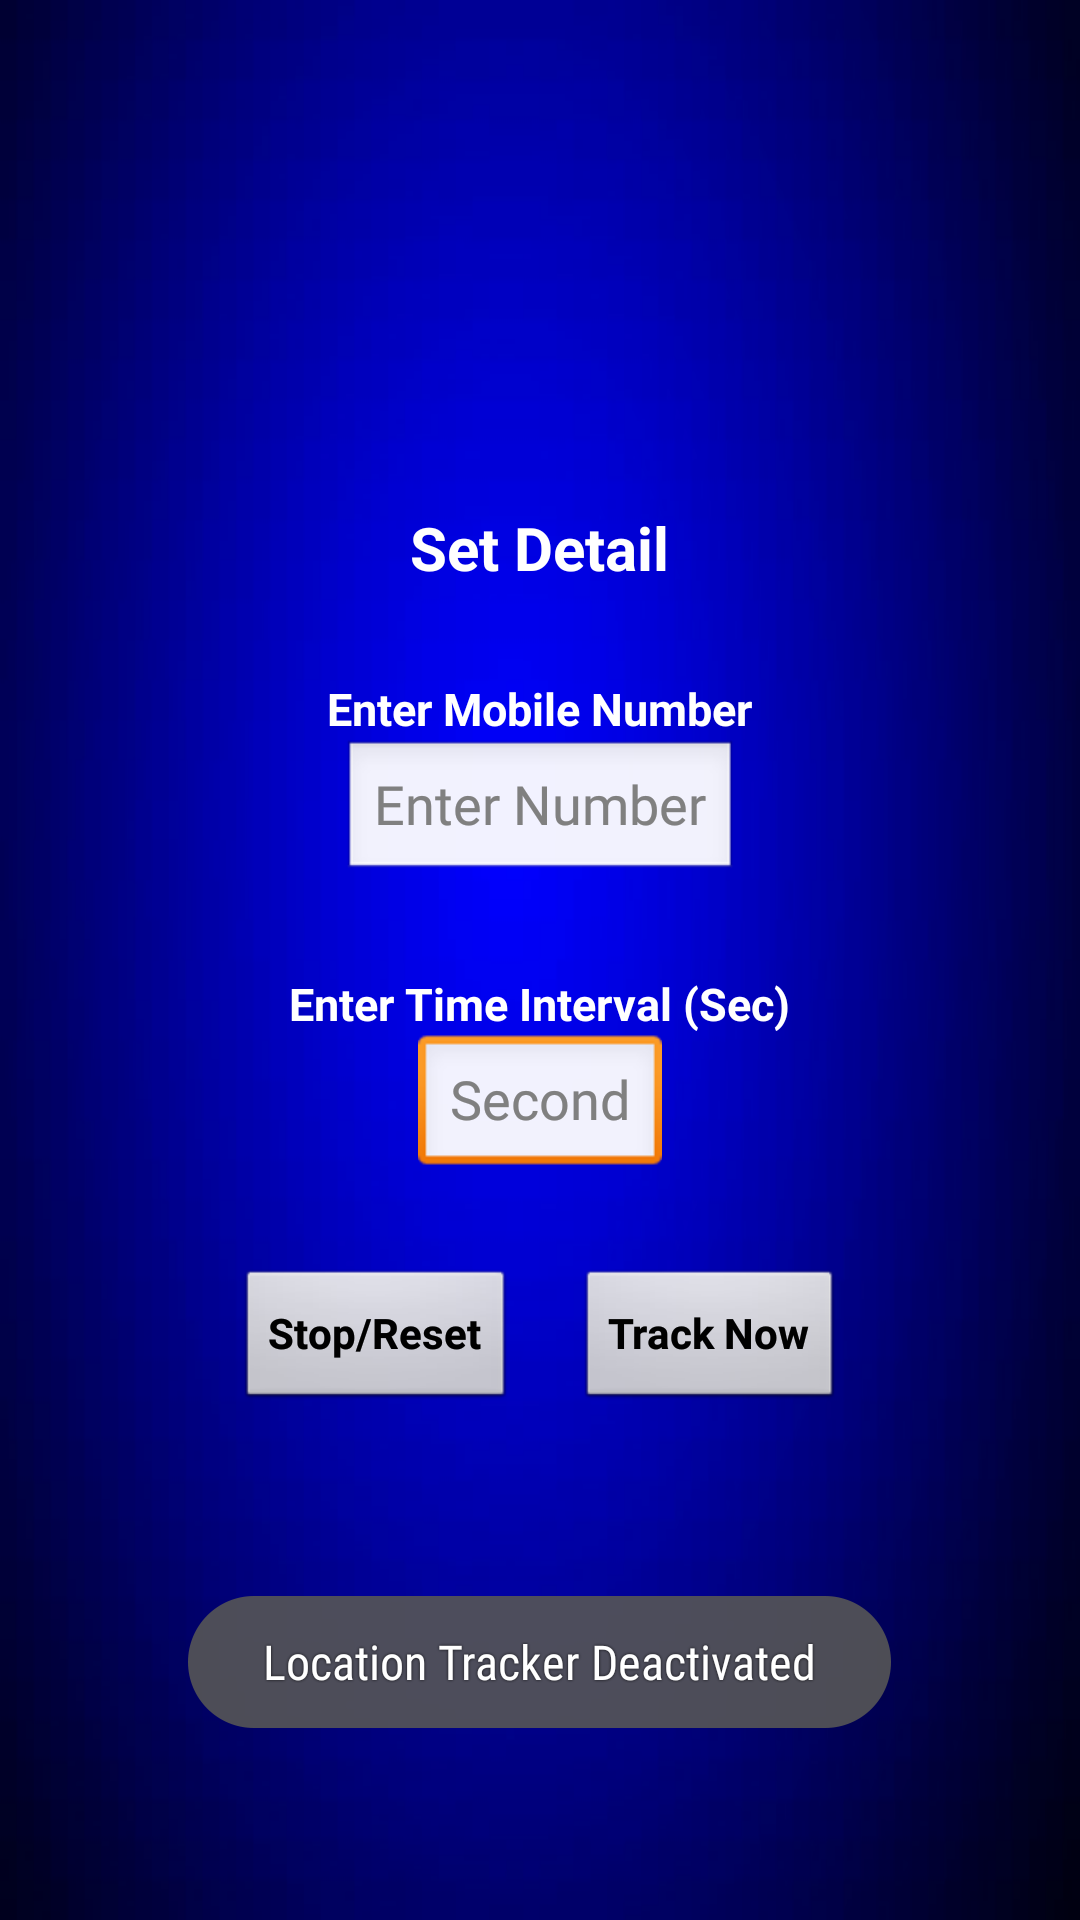 Set Detail
Enter Mobile Number
Enter Number
Enter Time Interval (Sec)
Second
Stop/Reset
Track Now
Location Tracker Deactivated